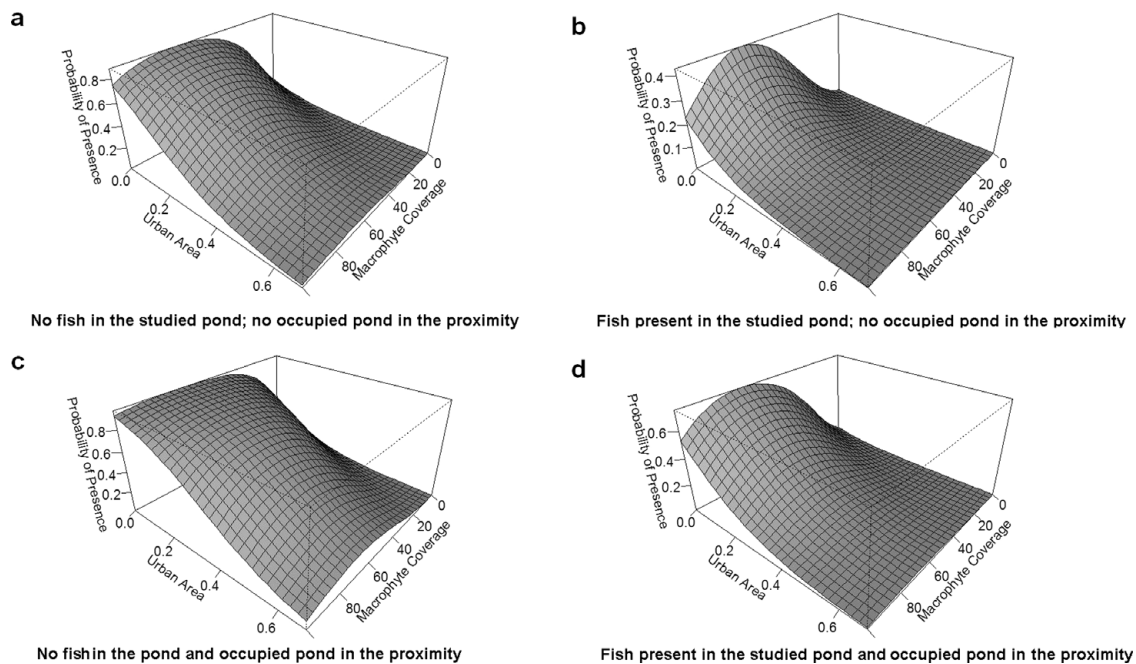 a
Probability of Presence
0.8
0.6
0.4
0.2
0.0
0.2
0.4
0.6
Urban Area
0
20
40
60
80
Macrophyte Coverage
No fish in the studied pond; no occupied pond in the proximity
b
Probability of Presence
0.4
0.3
0.2
0.1
0.0
0.2
0.4
0.6
Urban Area
0
20
40
60
80
Macrophyte Coverage
Fish present in the studied pond; no occupied pond in the proximity
c
Probability of Presence
0.8
0.6
0.4
0.2
0.0
0.2
0.4
0.6
Urban Area
0
20
40
60
80
Macrophyte Coverage
No fish in the pond and occupied pond in the proximity
d
Probability of Presence
0.6
0.4
0.2
0.0
0.2
0.4
0.6
Urban Area
0
20
40
60
80
Macrophyte Coverage
Fish present in the studied pond and occupied pond in the proximity